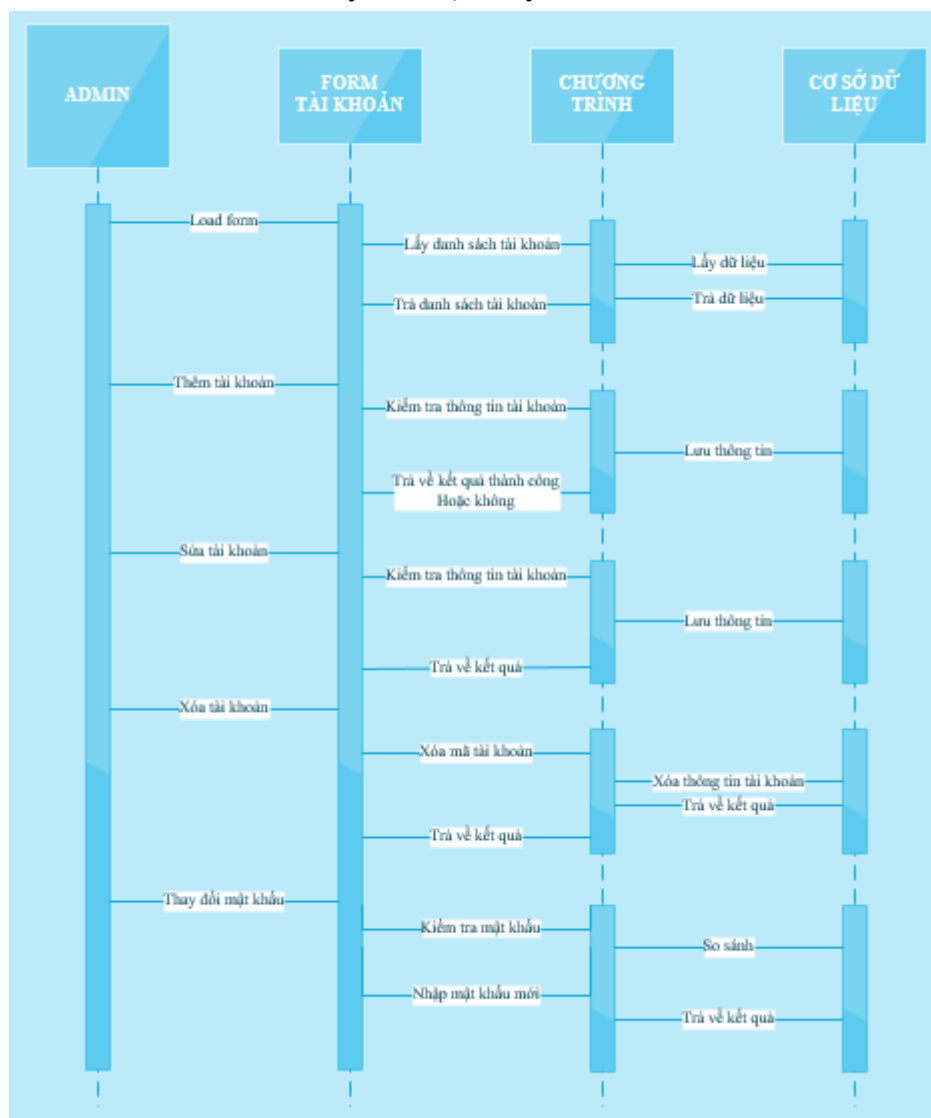 ADMIN
FORM
TÀI KHOẢN
CHƯƠNG
TRÌNH
CƠ SỞ DỮ
LIỆU
Load form
Lấy danh sách tài khoản
Lấy dữ liệu
Trả danh sách tài khoản
Trả dữ liệu
Thêm tài khoản
Kiểm tra thông tin tài khoản
Lưu thông tin
Trả về kết quả thành công
Hoặc không
Sửa tài khoản
Kiểm tra thông tin tài khoản
Lưu thông tin
Trả về kết quả
Xóa tài khoản
Xóa mã tài khoản
Xóa thông tin tài khoản
Trả về kết quả
Trả về kết quả
Thay đổi mật khẩu
Kiểm tra mật khẩu
So sánh
Nhập mật khẩu mới
Trả về kết quả